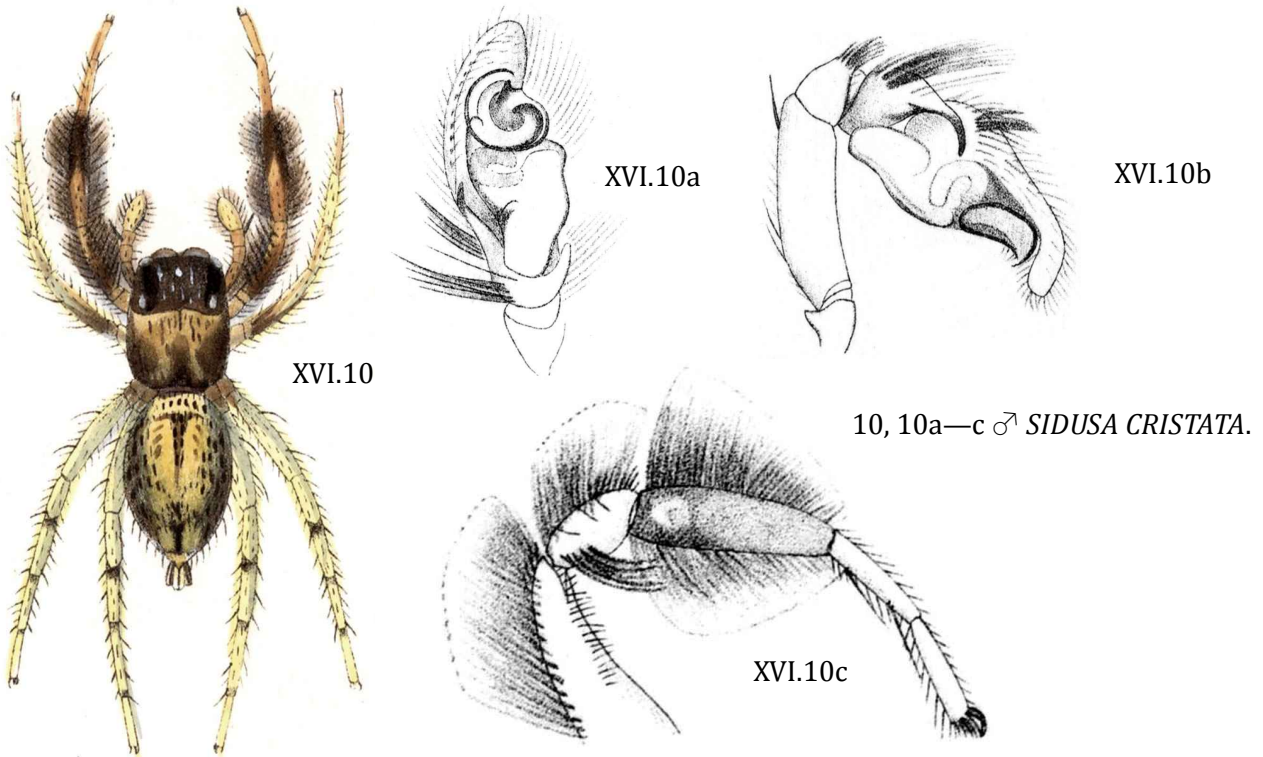 XVI.10a
XVI.10b
XVI.10
10, 10a—c ♂ SIDUSA CRISTATA.
XVI.10c